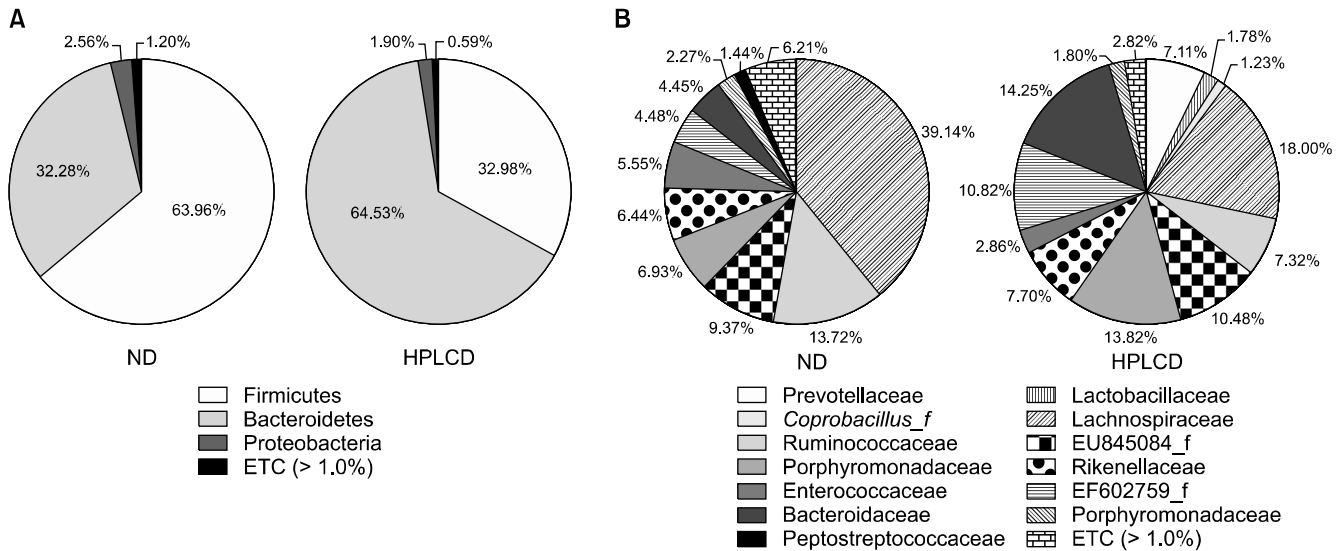 A
2.56%
1.20%
32.28%
63.96%
ND
1.90%
0.59%
32.98%
64.53%
HPLCD
Firmicutes
Bacteroidetes
Proteobacteria
ETC (> 1.0%)
B
2.27%
1.44%
6.21%
4.45%
4.48%
5.55%
6.44%
6.93%
9.37%
13.72%
39.14%
ND
1.80%
2.82%
7.11%
1.78%
1.23%
14.25%
18.00%
10.82%
2.86%
7.32%
7.70%
10.48%
13.82%
HPLCD
Prevotellaceae
Coprobacillus_f
Ruminococcaceae
Porphyromonadaceae
Enterococcaceae
Bacteroidaceae
Peptostreptococcaceae
Lactobacillaceae
Lachnospiraceae
EU845084_f
Rikenellaceae
EF602759_f
Porphyromonadaceae
ETC (> 1.0%)